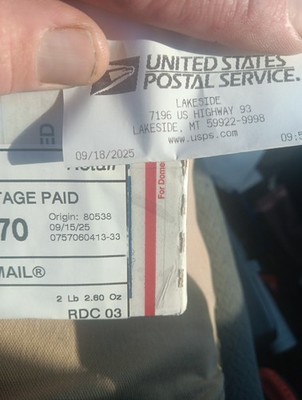 UNITED STATES
POSTAL SERVICE.
LAKESIDE
7196 US HIGHWAY 93
LAKESIDE, MT 59922-9998
www.usps.com
09/18/2025
ED
TAGE PAID
70
Origin: 80538
09/15/25
0757060413-33
MAIL®
2 Lb 2.60 Oz
RDC 03
For Dome